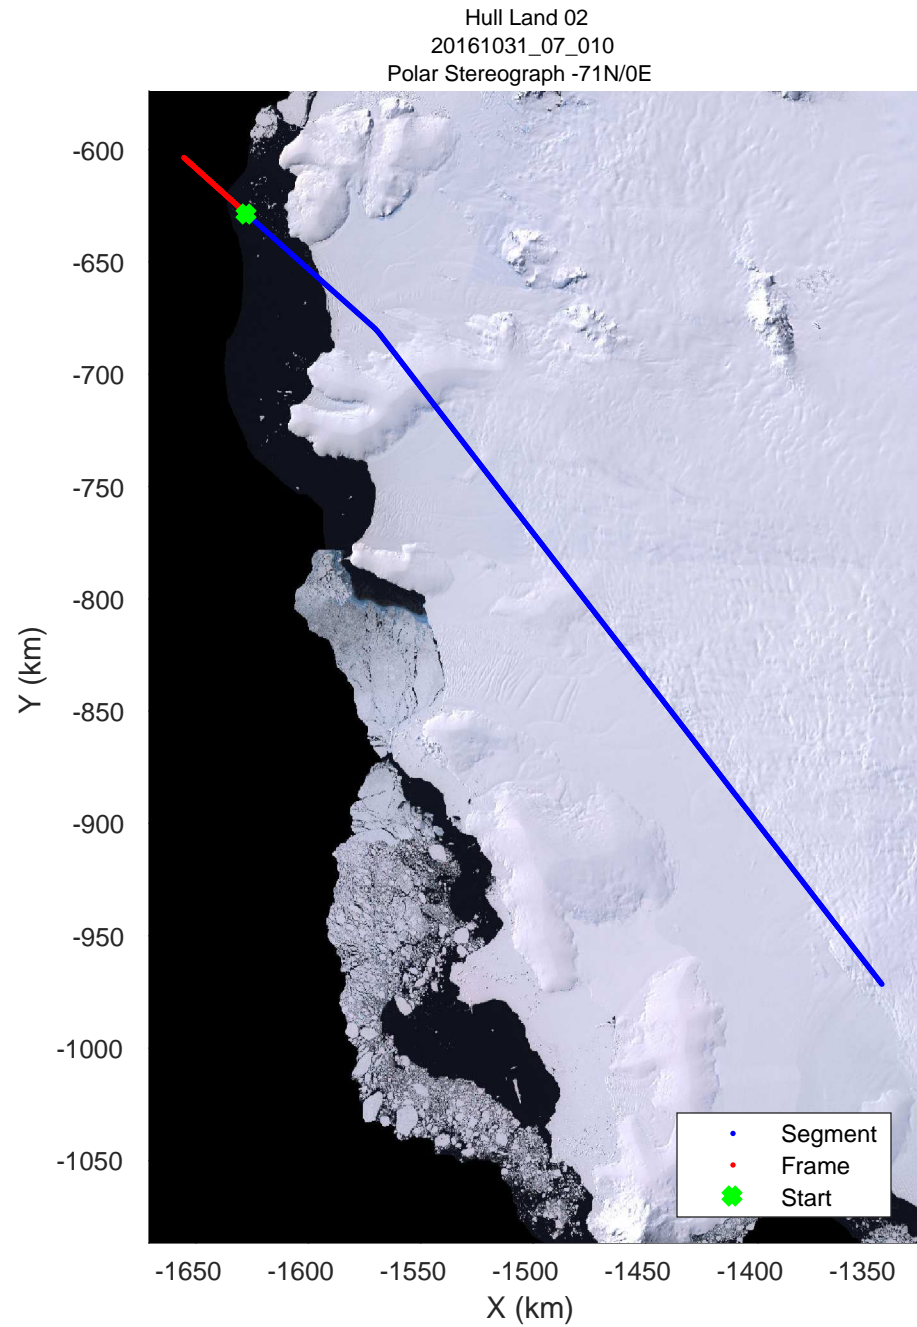 Hull Land 02
20161031_07_010
Polar Stereograph -71N/0E
-600
-650
-700
-750
-800
-850
-900
-950
-1000
-1050
Y (km)
Segment
Frame
Start
-1650 -1600 -1550 -1500 -1450 -1400 -1350
X (km)